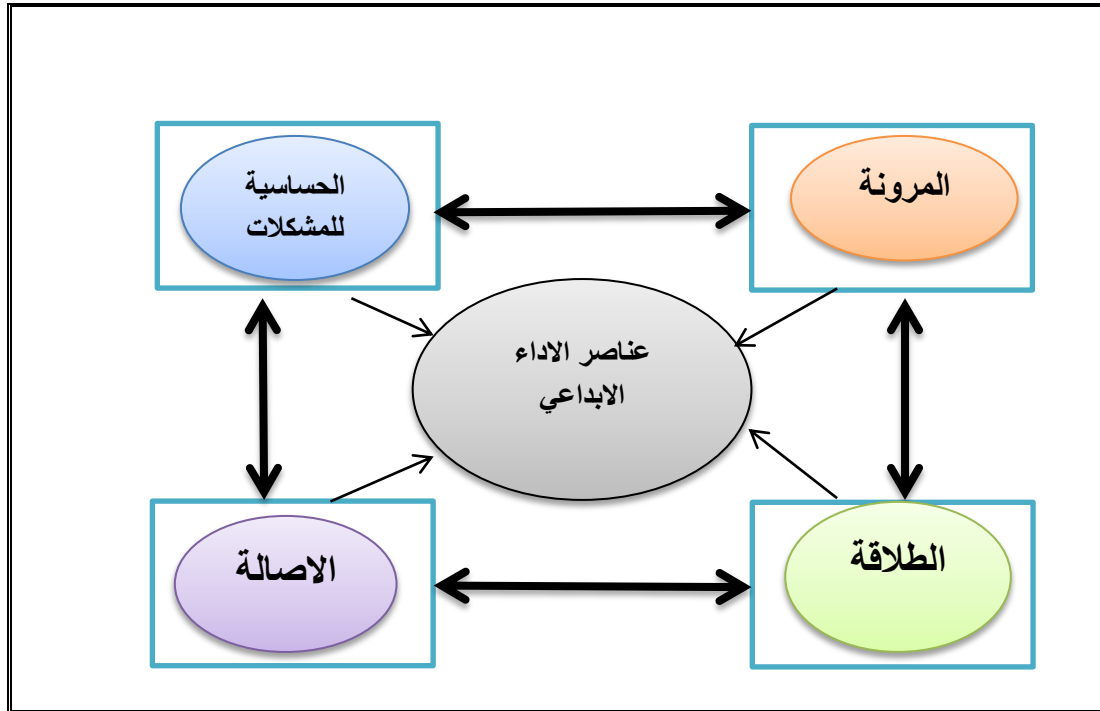 المرونة
الحساسية
للمشكلات
عناصر الاداء
الابداعي
الطلاقة
الاصالة